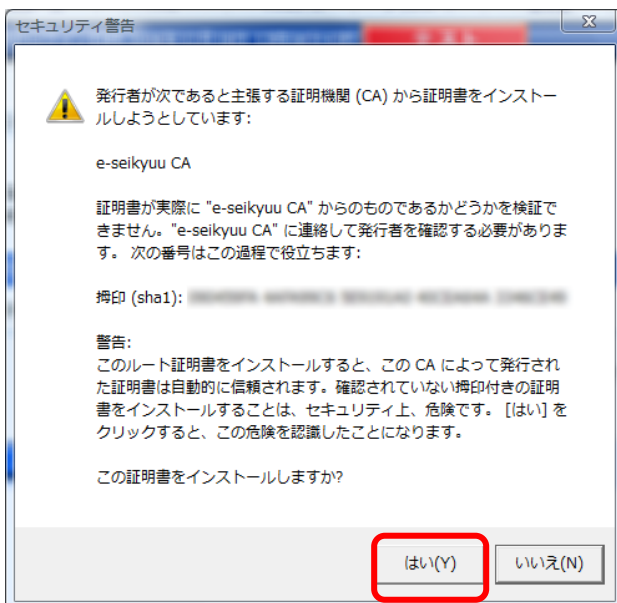 セキュリティ警告
発行者が次であると主張する証明機関 (CA) から証明書をインストー
ルしようとしています:
e-seikyuu CA
証明書が実際に "e-seikyuu CA" からのものであるかどうかを検証で
きません。"e-seikyuu CA" に連絡して発行者を確認する必要がありま
す。 次の番号はこの過程で役立ちます:
拇印 (sha1):
警告:
このルート証明書をインストールすると、この CA によって発行され
た証明書は自動的に信頼されます。確認されていない拇印付きの証明
書をインストールすることは、セキュリティ上、危険です。 [はい] を
クリックすると、この危険を認識したことになります。
この証明書をインストールしますか?
はい(Y)
いいえ(N)